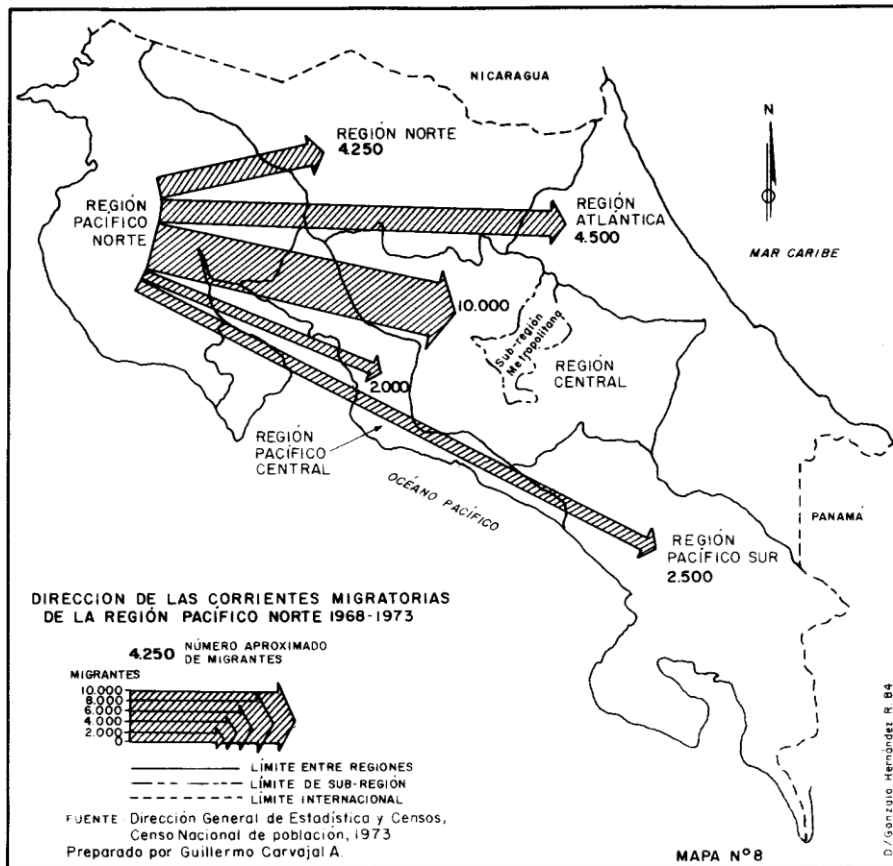 NICARAGUA
N
REGIÓN NORTE
4.250
REGIÓN
PACÍFICO
NORTE
REGIÓN
ATLÁNTICA
4.500
MAR CARIBE
10.000
Sub-región
Metropolitana
REGIÓN
CENTRAL
2.000
REGIÓN
PACÍFICO
CENTRAL
OCÉANO PACÍFICO
PANAMÁ
REGIÓN
PACÍFICO SUR
2.500
DIRECCION DE LAS CORRIENTES MIGRATORIAS
DE LA REGIÓN PACÍFICO NORTE 1968-1973
4.250 NÚMERO APROXIMADO
DE MIGRANTES
MIGRANTES
10.000
8.000
6.000
4.000
2.000
0
LÍMITE ENTRE REGIONES
LÍMITE DE SUB-REGIÓN
LÍMITE INTERNACIONAL
FUENTE Dirección General de Estadística y Censos,
Censo Nacional de población, 1973
Preparado por Guillermo Carvajal A.
MAPA Nº 8
D/Gonzalo Hernández R. 84